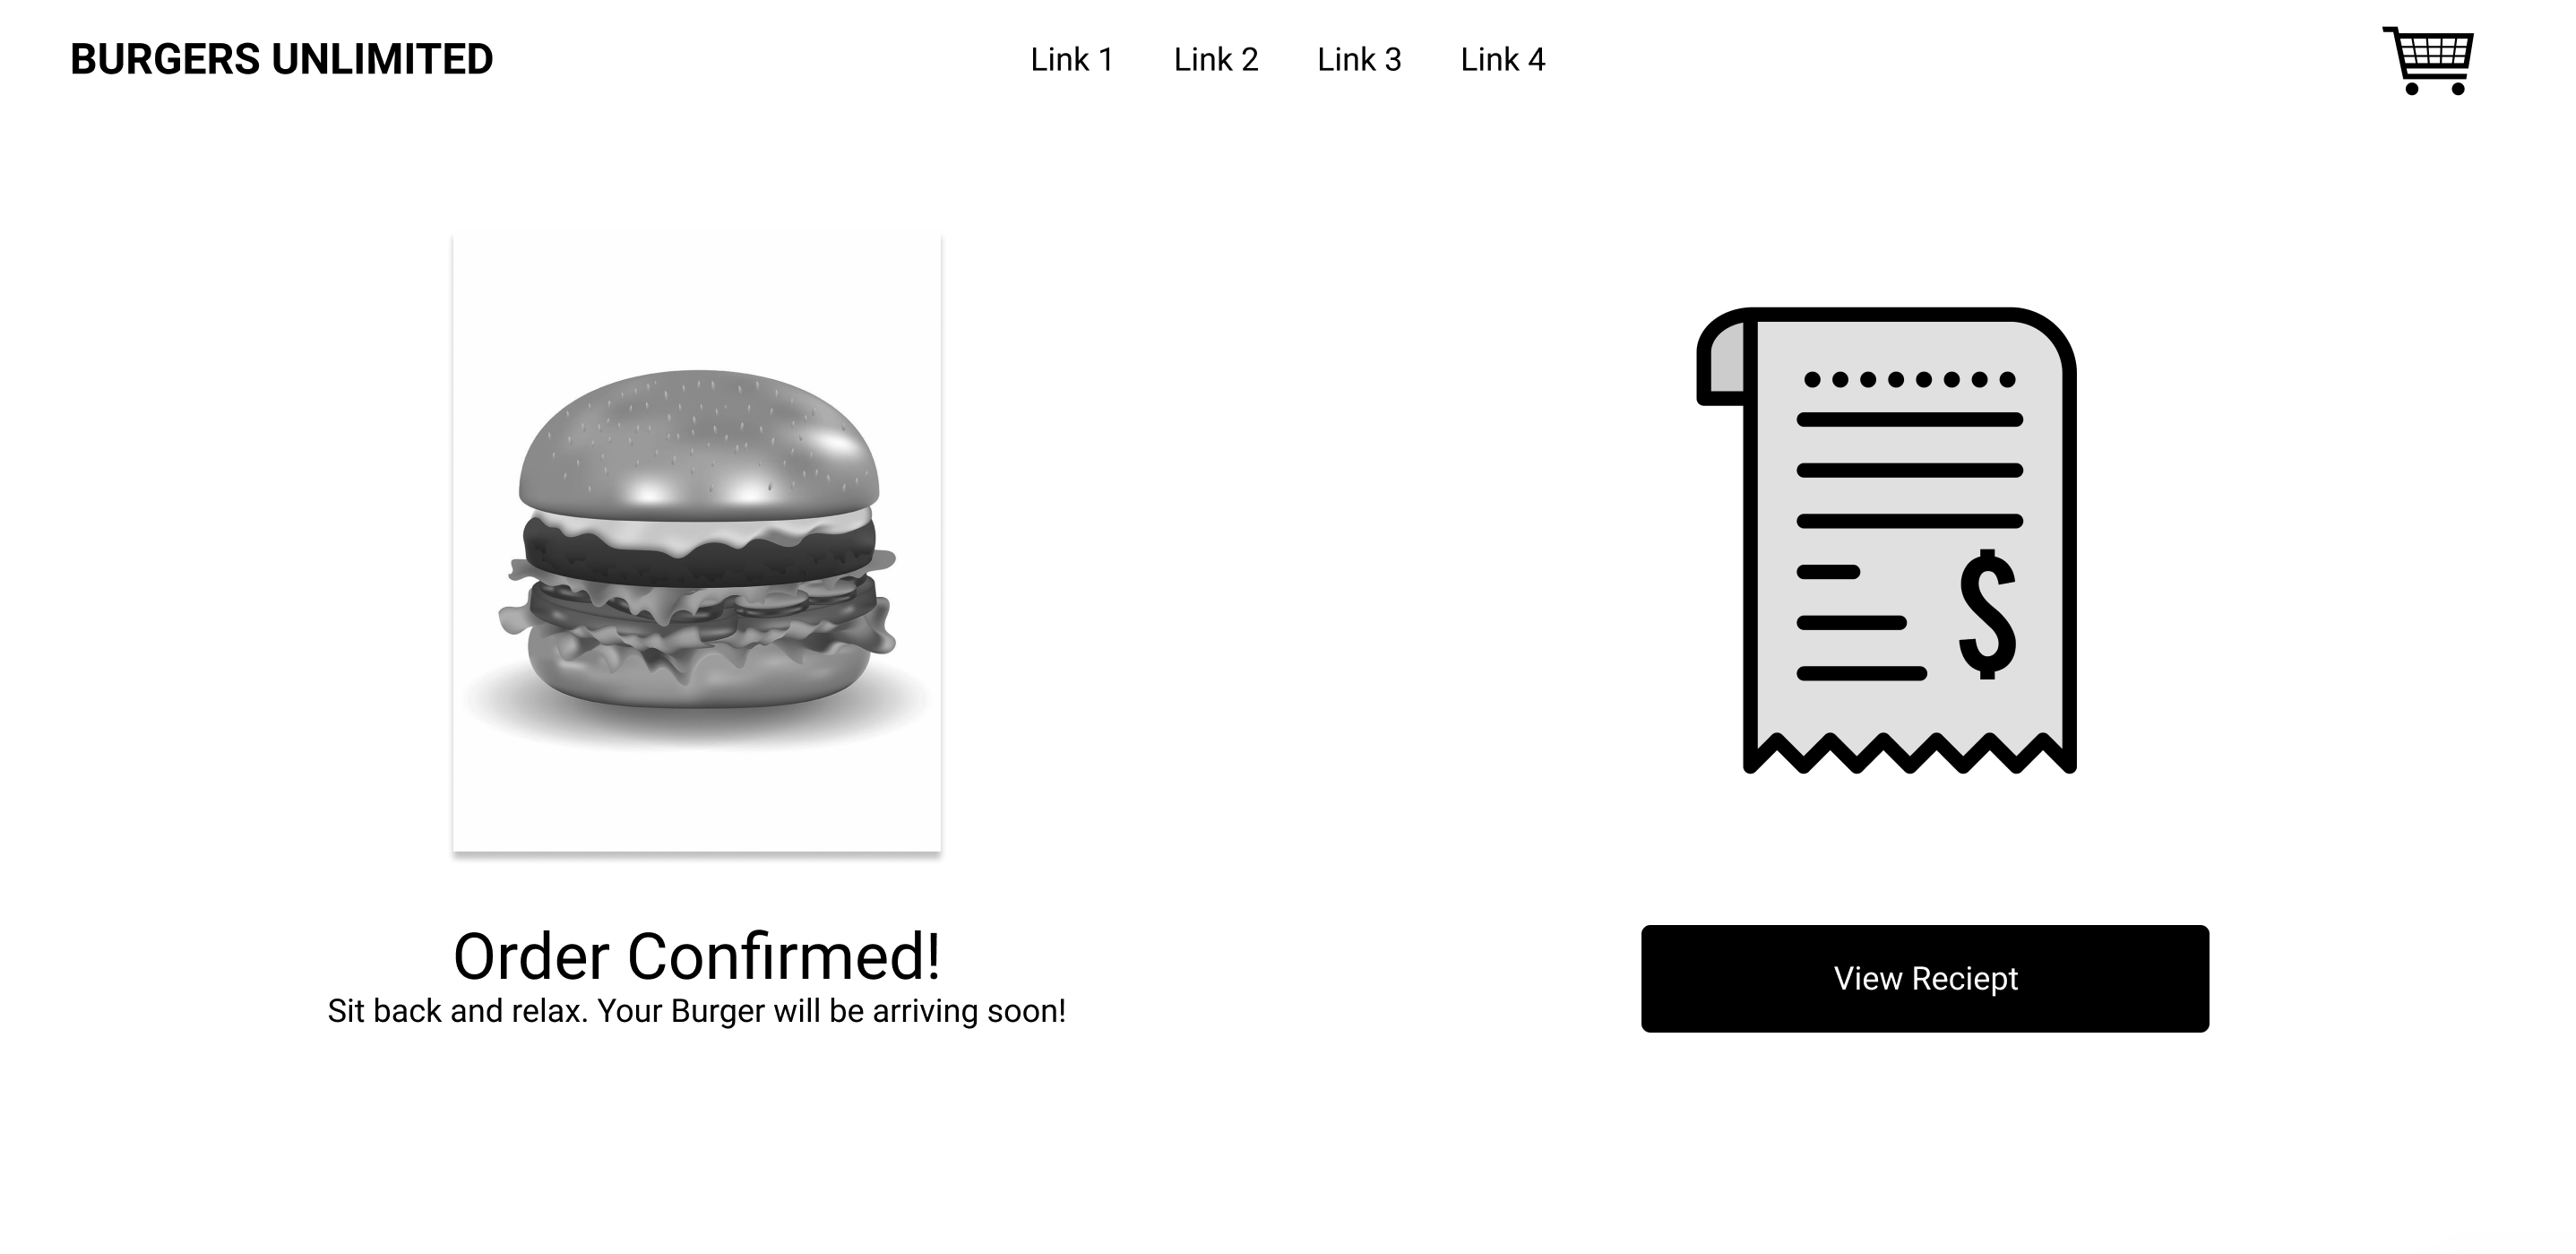 BURGERS UNLIMITED
Link 1 Link 2 Link 3 Link 4
$
Order Confirmed!
Sit back and relax. Your Burger will be arriving soon!
View Reciept